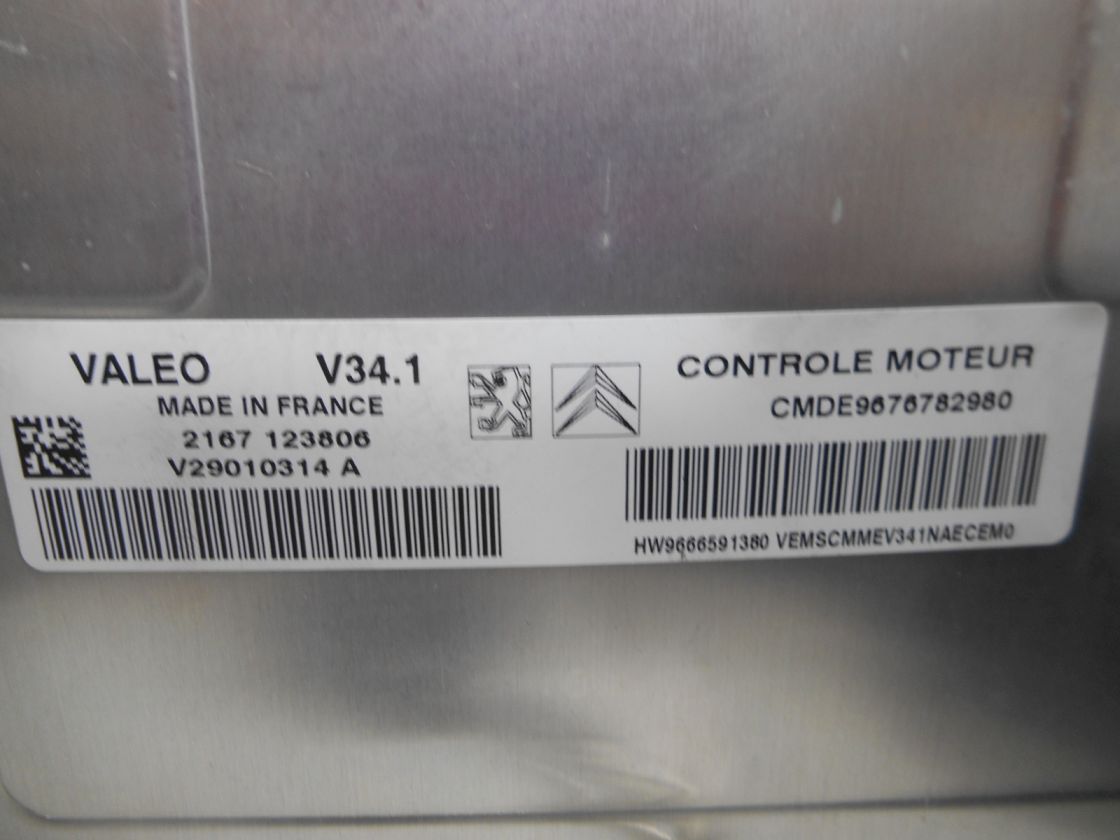 VALEO V34.1
MADE IN FRANCE
2167 123806
V29010314 A
CONTROLE MOTEUR
CMDE9676782980
HW9666591380 VEMSCMMEV341NAECEM0